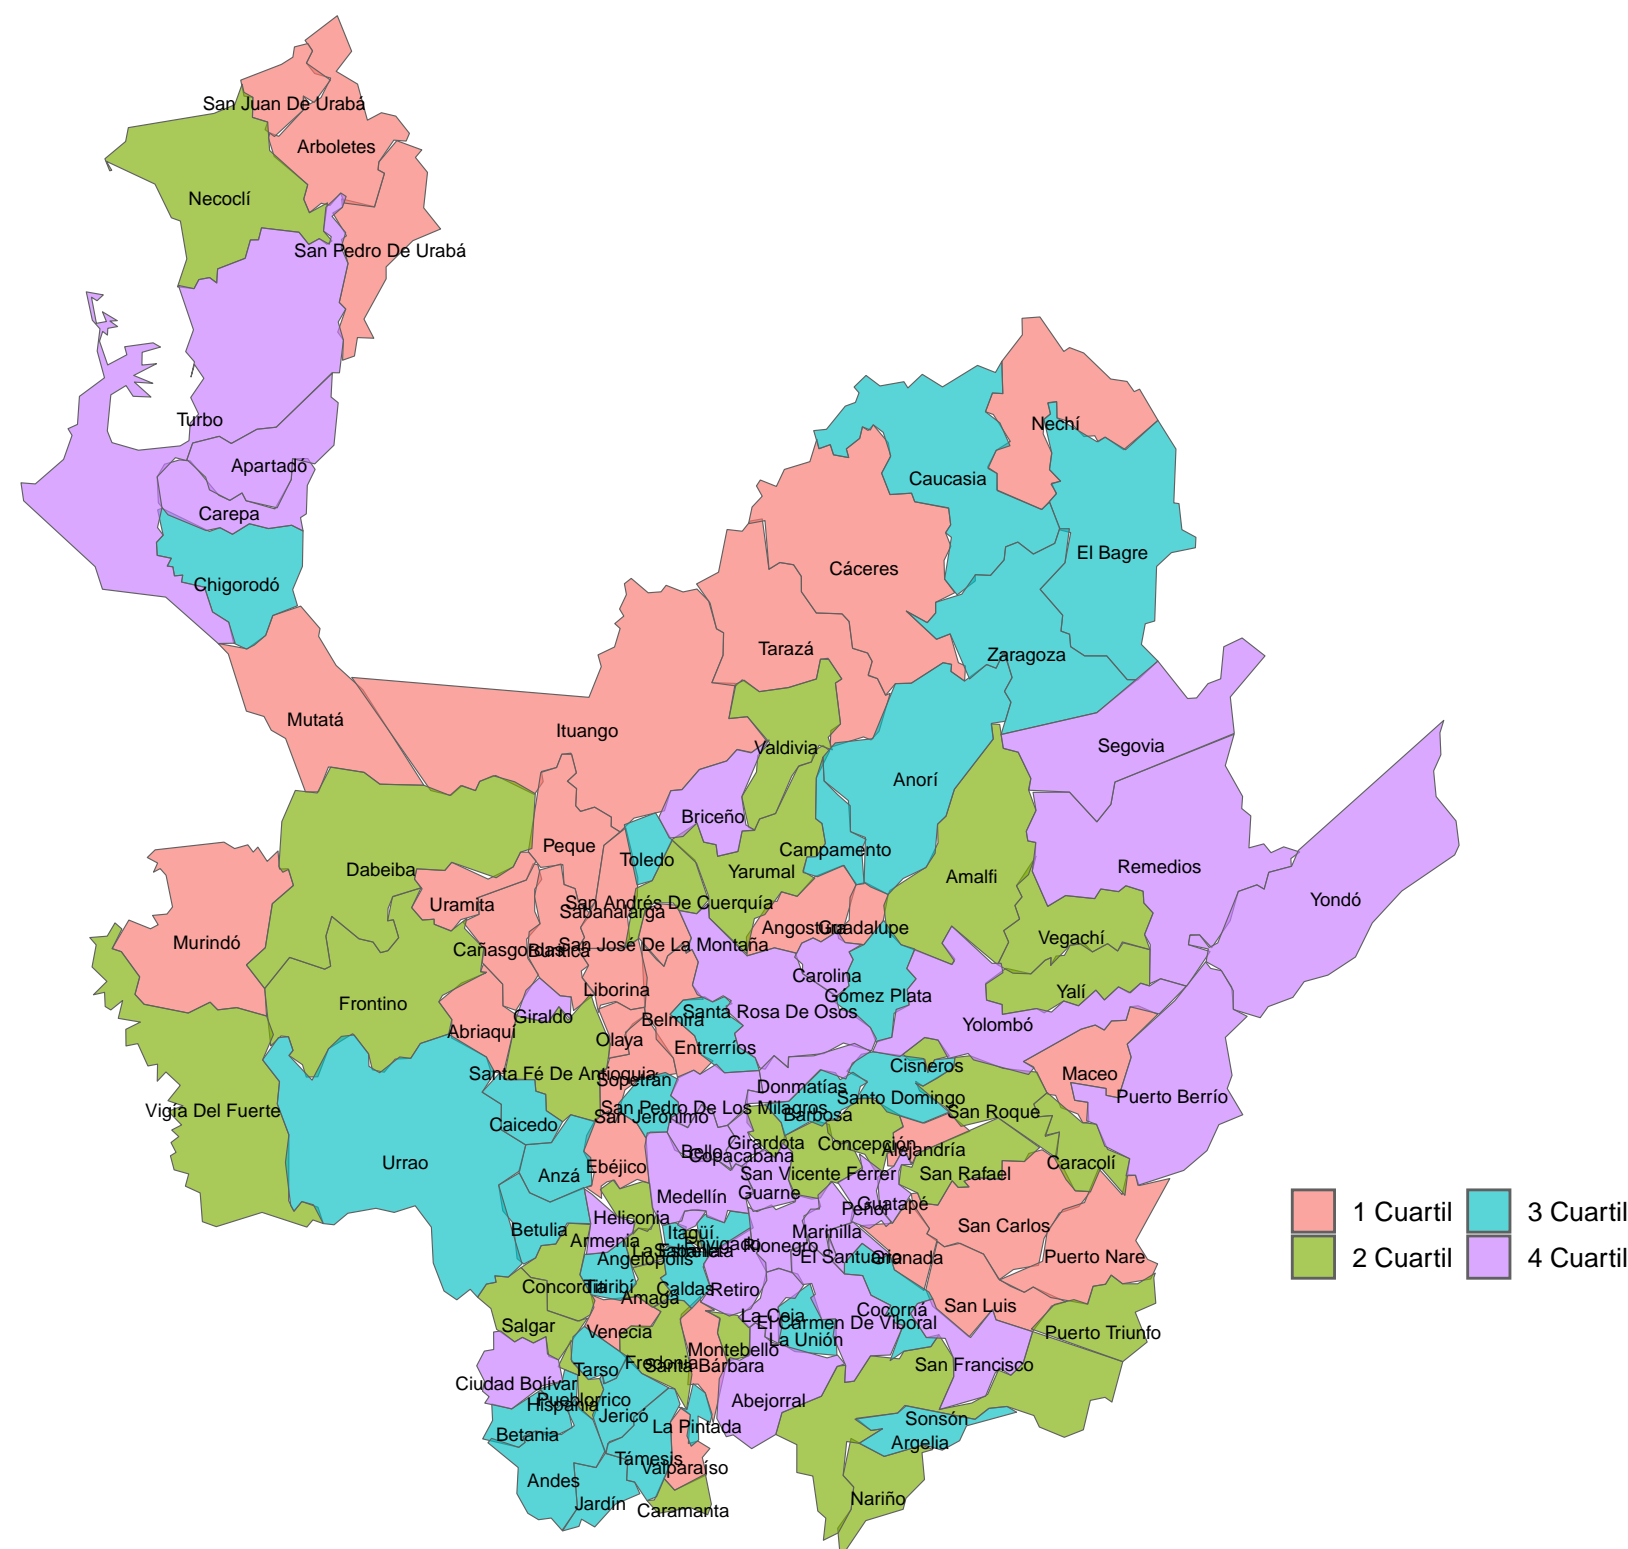 San Juan De Urabá
Arboletes
Necoclí
San Pedro De Urabá
Turbo
Nechí
Apartadó
Caucasia
Carepa
El Bagre
Cáceres
Chigorodó
Tarazá
Zaragoza
Mutatá
Ituango
Segovia
Valdivia
Anorí
Briceño
Peque
Campamento
Toledo
Remedios
Dabeiba
Yarumal
Amalfi
Yondó
San Andrés De Cuerquía
Uramita
Sabanalarga
Angostura
Guadalupe
Vegachí
Murindó
San José De La Montaña
Cañasgordas
Buriticá
Carolina
Liborina
Yalí
Gómez Plata
Frontino
Santa Rosa De Osos
Giraldo
Belmira
Yolombó
Abriaquí
Olaya
Entrerríos
Cisneros
Santa Fé De Antioquia
Maceo
Sopetrán
Donmatías
Puerto Berrío
Santo Domingo
Vigía Del Fuerte
San Pedro De Los Milagros
San Roque
Barbosa
San Jerónimo
Caicedo
Girardota
Concepción
Bello
Alejandría
Copacabana
Urrao
Caracolí
Ebéjico
San Vicente Ferrer
San Rafael
Anzá
Guarne
Medellín
Guatapé
Peñol
1 Cuartil
3 Cuartil
Heliconia
San Carlos
Betulia
Itagüí
Marinilla
Armenia
Envigado
Rionegro
La Estrella
Sabaneta
El Santuario
Granada
Puerto Nare
Angelópolis
2 Cuartil
4 Cuartil
Concordia
Titiribí
Caldas
Retiro
Amagá
San Luis
Cocorná
La Ceja
El Carmen De Viboral
Salgar
Venecia
Puerto Triunfo
La Unión
Montebello
Fredonia
Santa Bárbara
San Francisco
Tarso
Ciudad Bolívar
Pueblorrico
Abejorral
Hispania
Jericó
Sonsón
La Pintada
Betania
Argelia
Támesis
Valparaíso
Andes
Nariño
Jardín
Caramanta